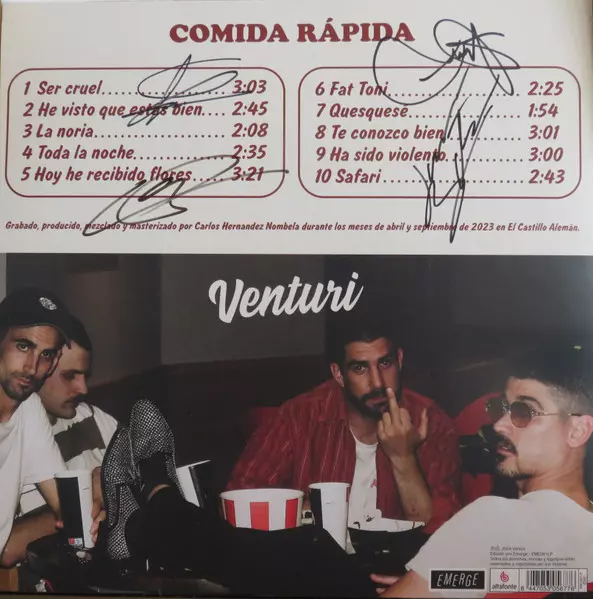 COMIDA RÁPIDA
1 Ser cruel........................3:03
2 He visto que estás bien.... 2:45
3 La noria........................2:08
4 Toda la noche................2:35
5 Hoy he recibido flores.......3:21
6 Fat Toni........................2:25
7 Quesquesé....................1:54
8 Te conozco bien............3:01
9 Ha sido violento............3:00
10 Safari........................2:43
Grabado, producido, mezclado y masterizado por Carlos Hernandez Nombela durante los meses de abril y septiembre de 2023 en El Castillo Alemán.
Venturi
EMERGE
altafonte